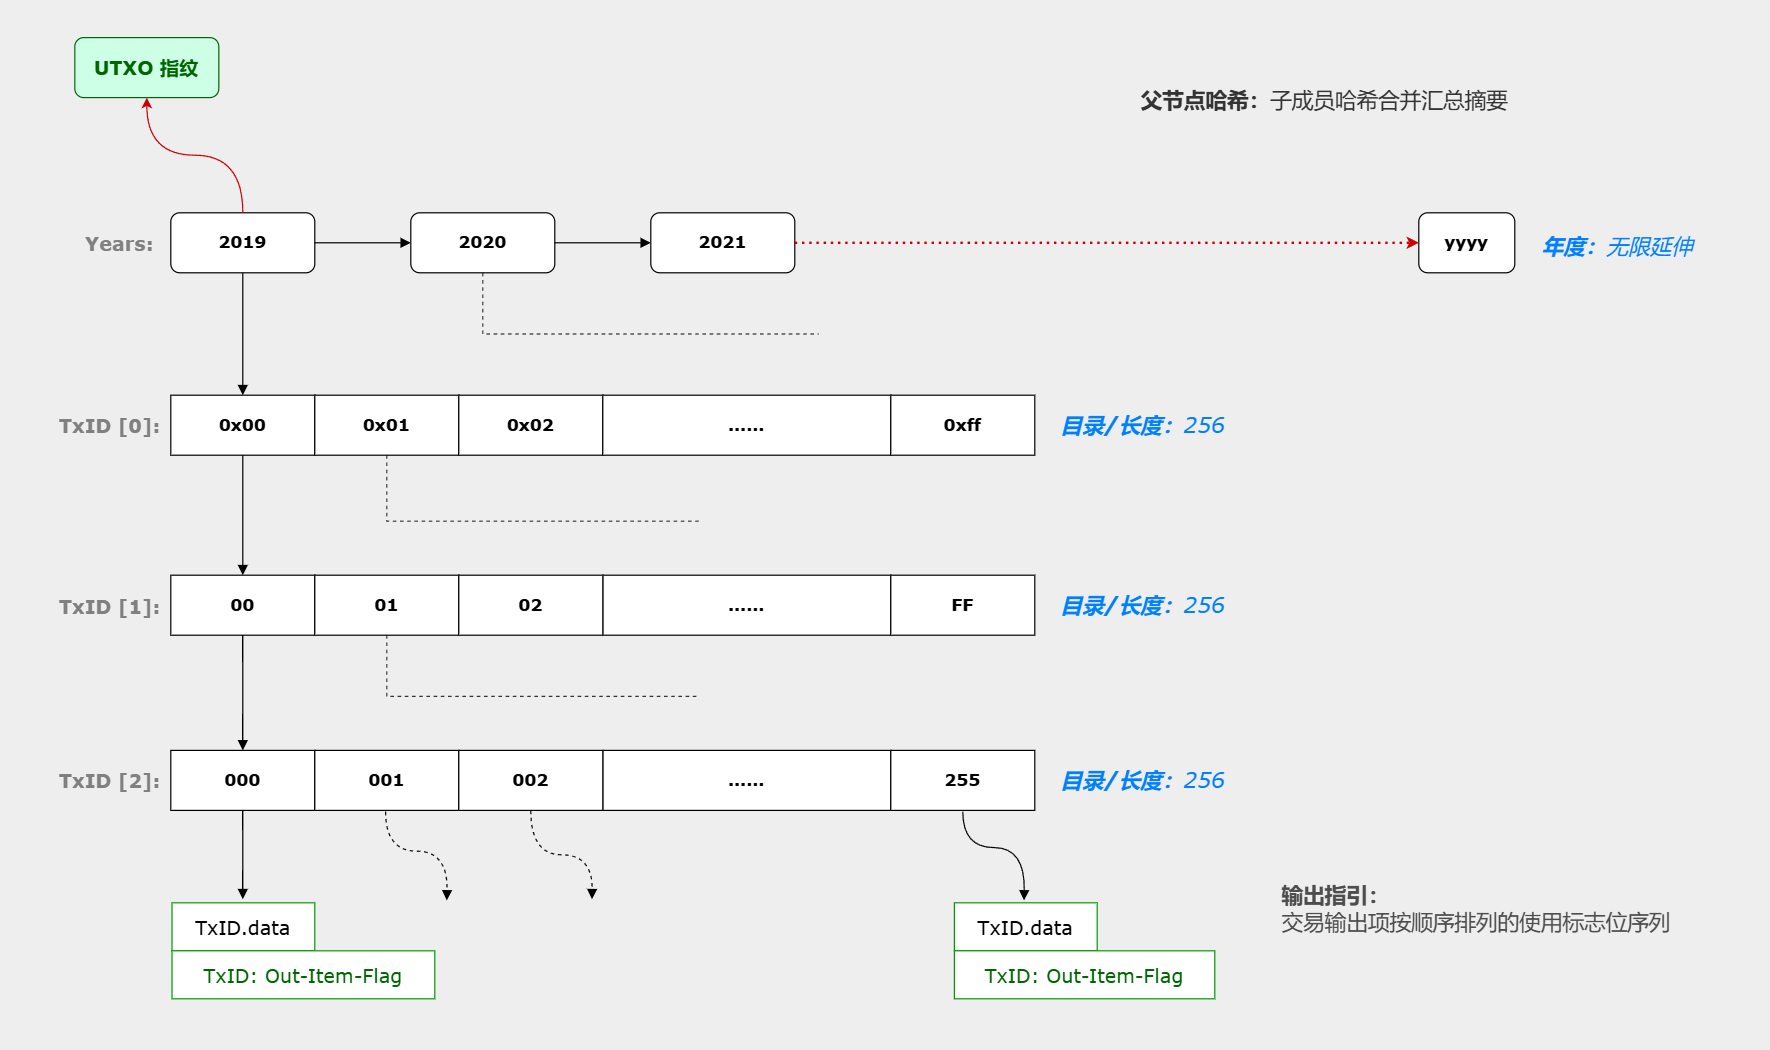 UTXO 指纹
父节点哈希：子成员哈希合并汇总摘要
Years: 2019 2020 2021 yyyy 年度：无限延伸
TxID [0]: 0x00 0x01 0x02 ...... 0xff 目录/长度：256
TxID [1]: 00 01 02 ...... FF 目录/长度：256
TxID [2]: 000 001 002 ...... 255 目录/长度：256
输出指引：
交易输出项按顺序排列的使用标志位序列
TxID.data TxID.data
TxID: Out-Item-Flag TxID: Out-Item-Flag